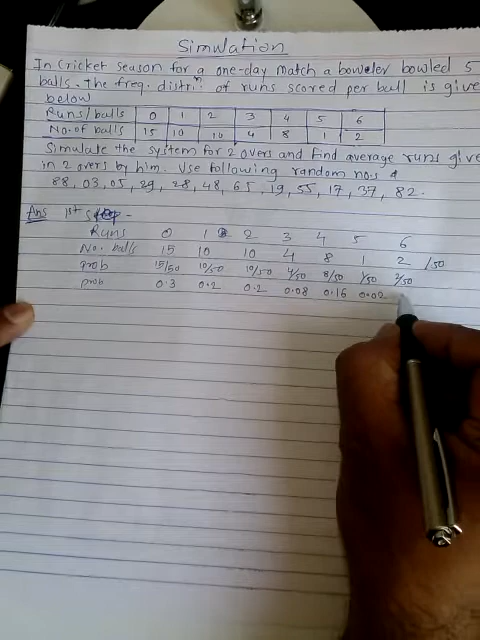 Simulation
In Cricket season for a one-day match a bowler bowled 5
balls. The freq. distriⁿ of runs scored per ball is give
below
Runs/balls 0 1 2 3 4 5 6
No. of balls 15 10 10 4 8 1 2
Simulate the system for 2 overs and find average runs give
in 2 overs by him. Use following random nos
88, 03, 05, 29, 28, 48, 65, 19, 55, 17, 37, 82.
Ans 1st step -
Runs 0 1 2 3 4 5 6
No. balls 15 10 10 4 8 1 2 /50
prob 15/50 10/50 10/50 4/50 8/50 1/50 2/50
prob 0.3 0.2 0.2 0.08 0.16 0.02